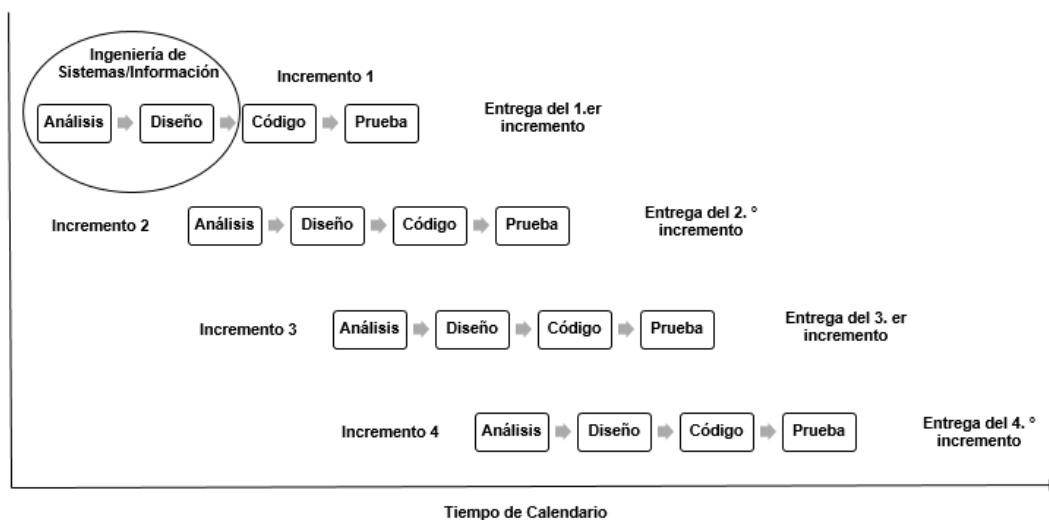 Ingeniería de
Sistemas/Información
Incremento 1
Análisis
Diseño
Código
Prueba
Entrega del 1.er
incremento
Incremento 2
Análisis
Diseño
Código
Prueba
Entrega del 2. °
incremento
Incremento 3
Análisis
Diseño
Código
Prueba
Entrega del 3. er
incremento
Incremento 4
Análisis
Diseño
Código
Prueba
Entrega del 4. °
incremento
Tiempo de Calendario